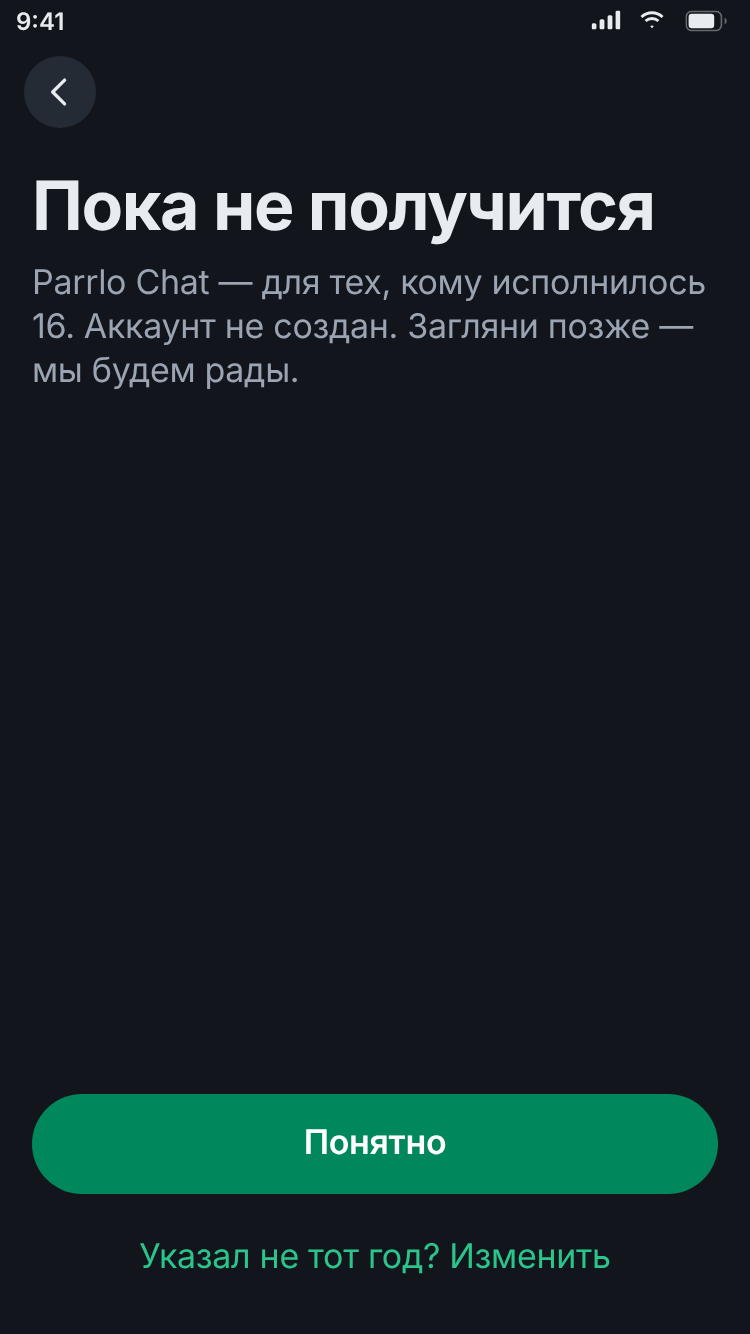 9:41
Пока не получится
Parrlo Chat — для тех, кому исполнилось
16. Аккаунт не создан. Загляни позже —
мы будем рады.
Понятно
Указал не тот год? Изменить